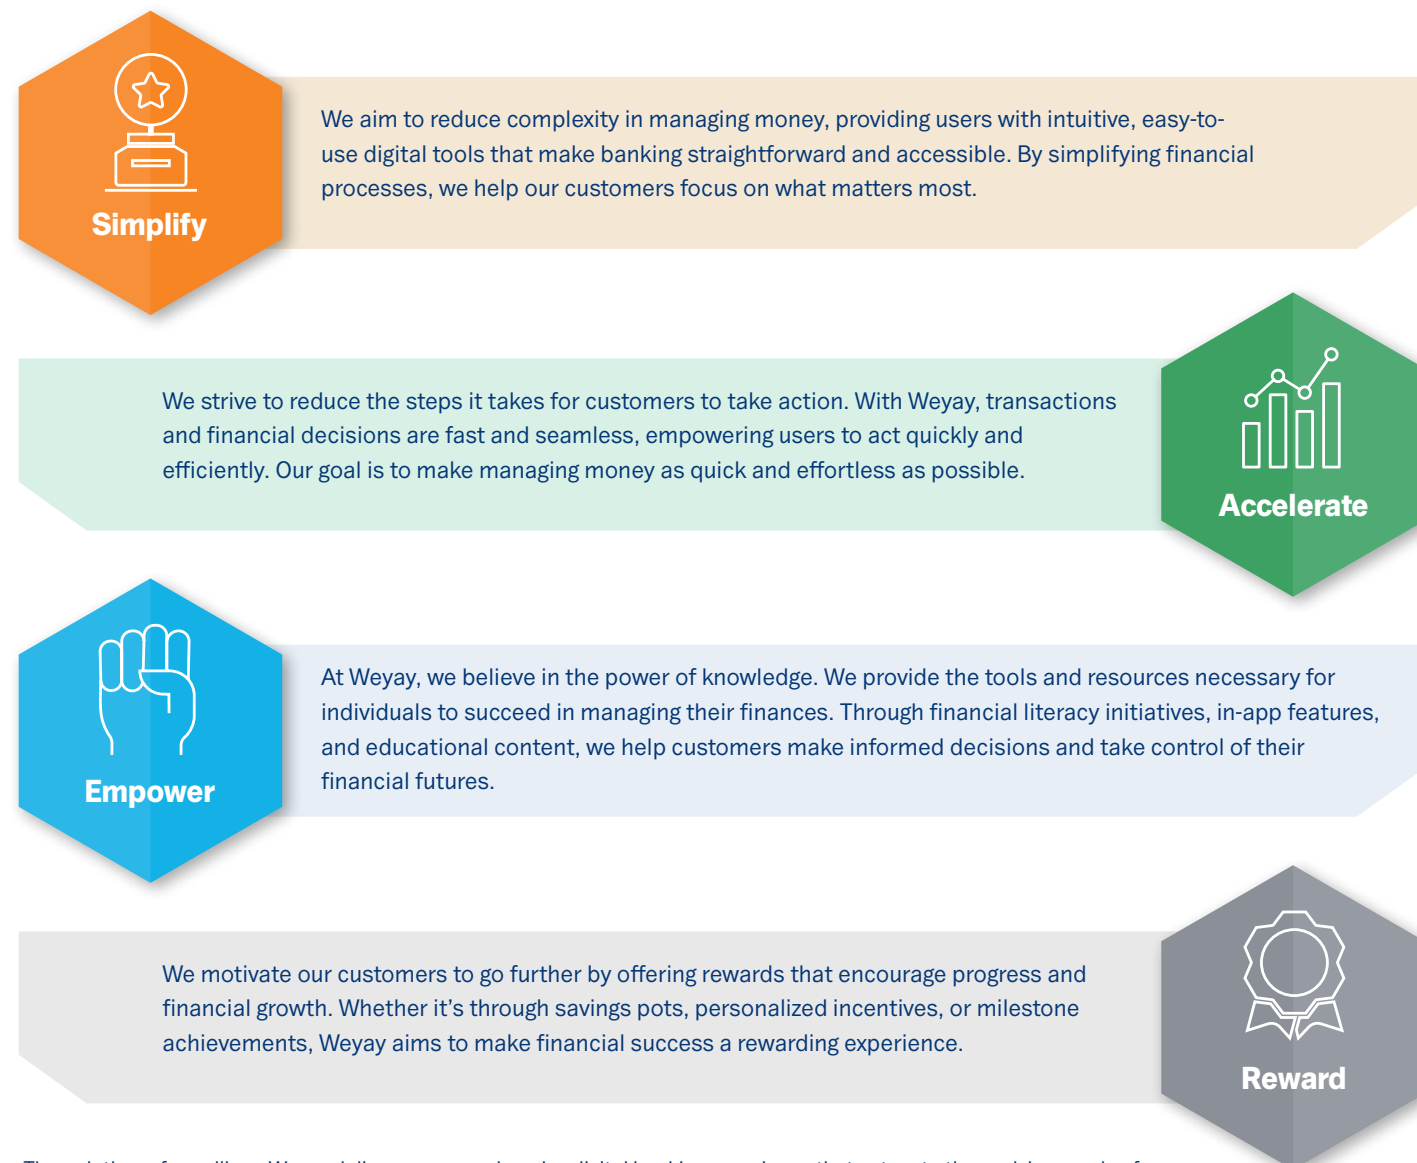 Simplify
We aim to reduce complexity in managing money, providing users with intuitive, easy-to-
use digital tools that make banking straightforward and accessible. By simplifying financial
processes, we help our customers focus on what matters most.
We strive to reduce the steps it takes for customers to take action. With Weyay, transactions
and financial decisions are fast and seamless, empowering users to act quickly and
efficiently. Our goal is to make managing money as quick and effortless as possible.
Accelerate
Empower
At Weyay, we believe in the power of knowledge. We provide the tools and resources necessary for
individuals to succeed in managing their finances. Through financial literacy initiatives, in-app features,
and educational content, we help customers make informed decisions and take control of their
financial futures.
We motivate our customers to go further by offering rewards that encourage progress and
financial growth. Whether it’s through savings pots, personalized incentives, or milestone
achievements, Weyay aims to make financial success a rewarding experience.
Reward